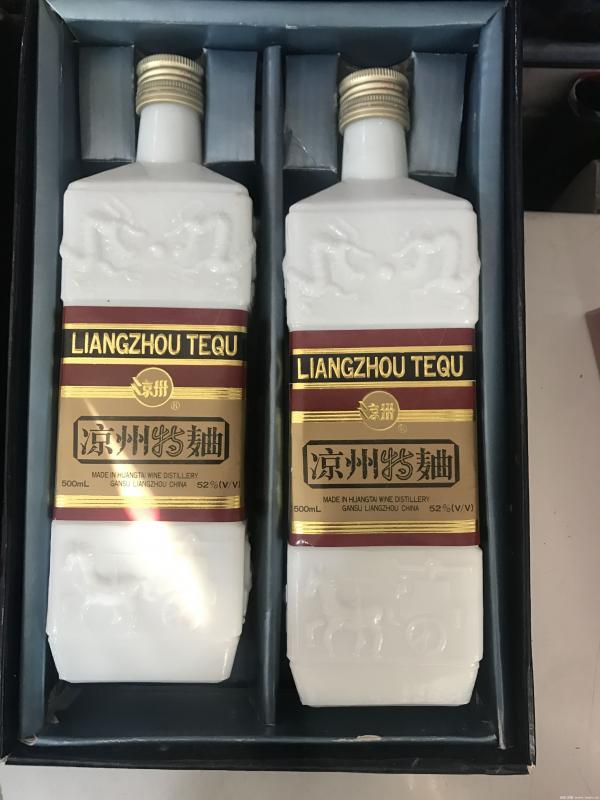 LIANGZHOU TEQU
凉州
®
凉州特麯
MADE IN HUANGTAI WINE DISTILLERY
500mL GANSU LIANGZHOU CHINA 52%(V/V)
LIANGZHOU TEQU
凉州
®
凉州特麯
MADE IN HUANGTAI WINE DISTILLERY
500mL GANSU LIANGZHOU CHINA 52%(V/V)